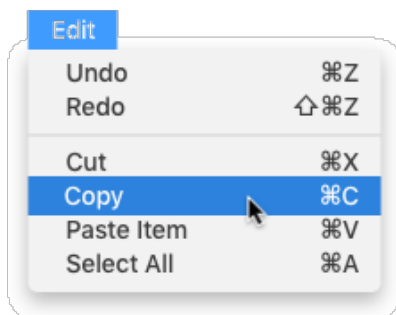 Edit
Undo ⌘Z
Redo ⇧⌘Z
Cut ⌘X
Copy ⌘C
Paste Item ⌘V
Select All ⌘A